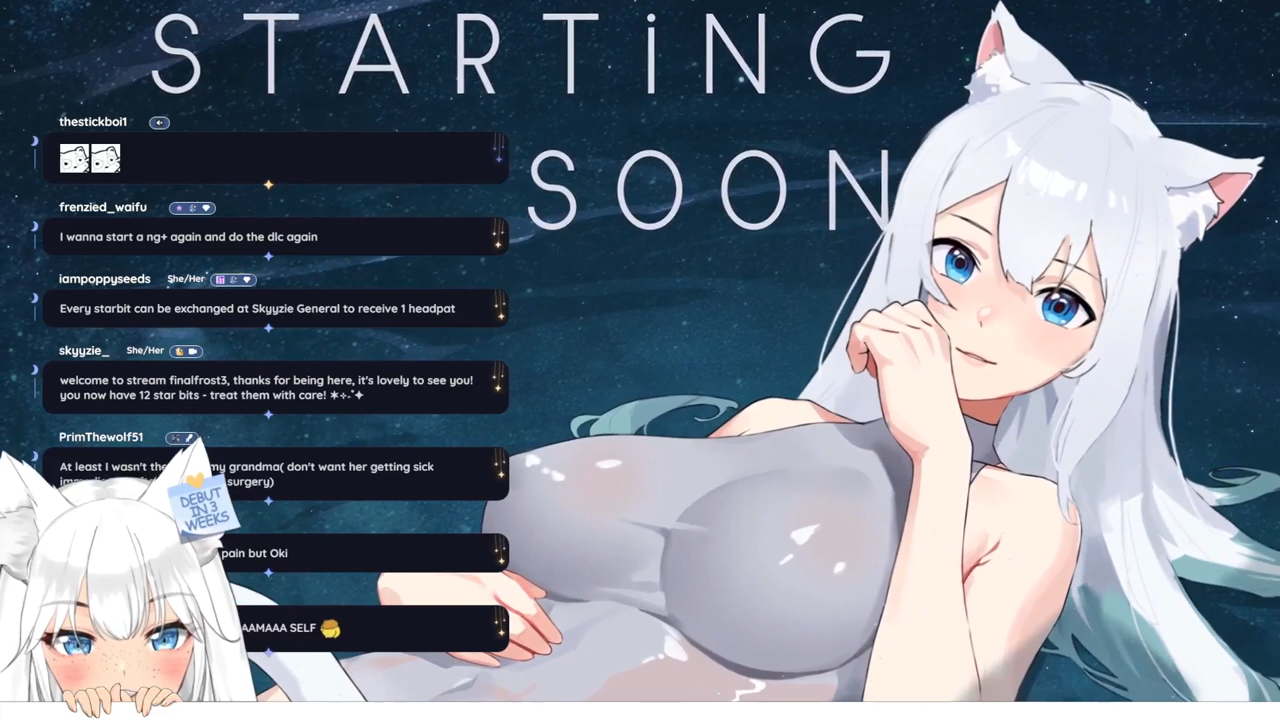 STARTiNG
SOON
thestickboi1
frenzied_waifu
I wanna start a ng+ again and do the dlc again
iampoppyseeds She/Her
Every starbit can be exchanged at Skyyzie General to receive 1 headpat
skyyzie_ She/Her
welcome to stream finalfrost3, thanks for being here, it's lovely to see you!
you now have 12 star bits - treat them with care! ✶⊹₊˚✦
PrimThewolf51
At least I wasn't the my grandma( don't want her getting sick
surgery)
DEBUT
IN 3
WEEKS
pain but Oki
AAMAAA SELF